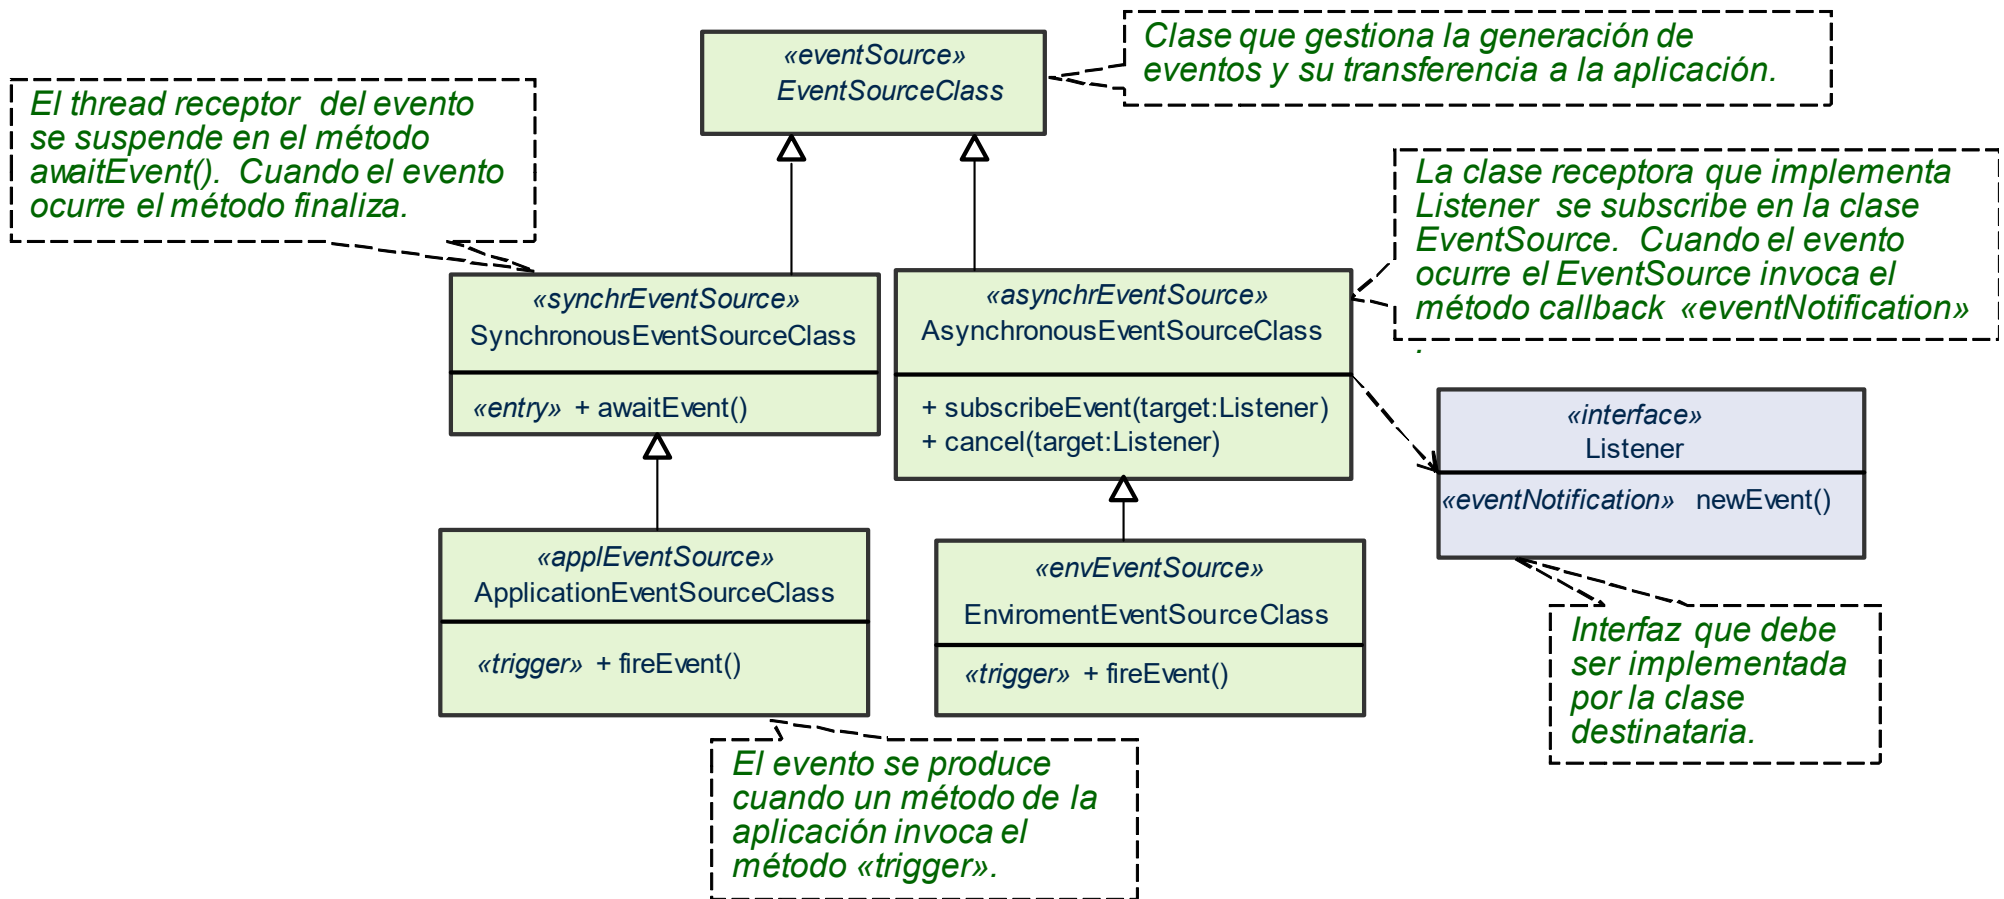 «eventSource»
EventSourceClass
Clase que gestiona la generación de
eventos y su transferencia a la aplicación.
El thread receptor del evento
se suspende en el método
awaitEvent(). Cuando el evento
ocurre el método finaliza.
La clase receptora que implementa
Listener se subscribe en la clase
EventSource. Cuando el evento
ocurre el EventSource invoca el
método callback «eventNotification»
.
«synchrEventSource»
SynchronousEventSourceClass
«entry» + awaitEvent()
«asynchrEventSource»
AsynchronousEventSourceClass
+ subscribeEvent(target:Listener)
+ cancel(target:Listener)
«interface»
Listener
«eventNotification» newEvent()
«applEventSource»
ApplicationEventSourceClass
«trigger» + fireEvent()
«envEventSource»
EnviromentEventSourceClass
«trigger» + fireEvent()
Interfaz que debe
ser implementada
por la clase
destinataria.
El evento se produce
cuando un método de la
aplicación invoca el
método «trigger».